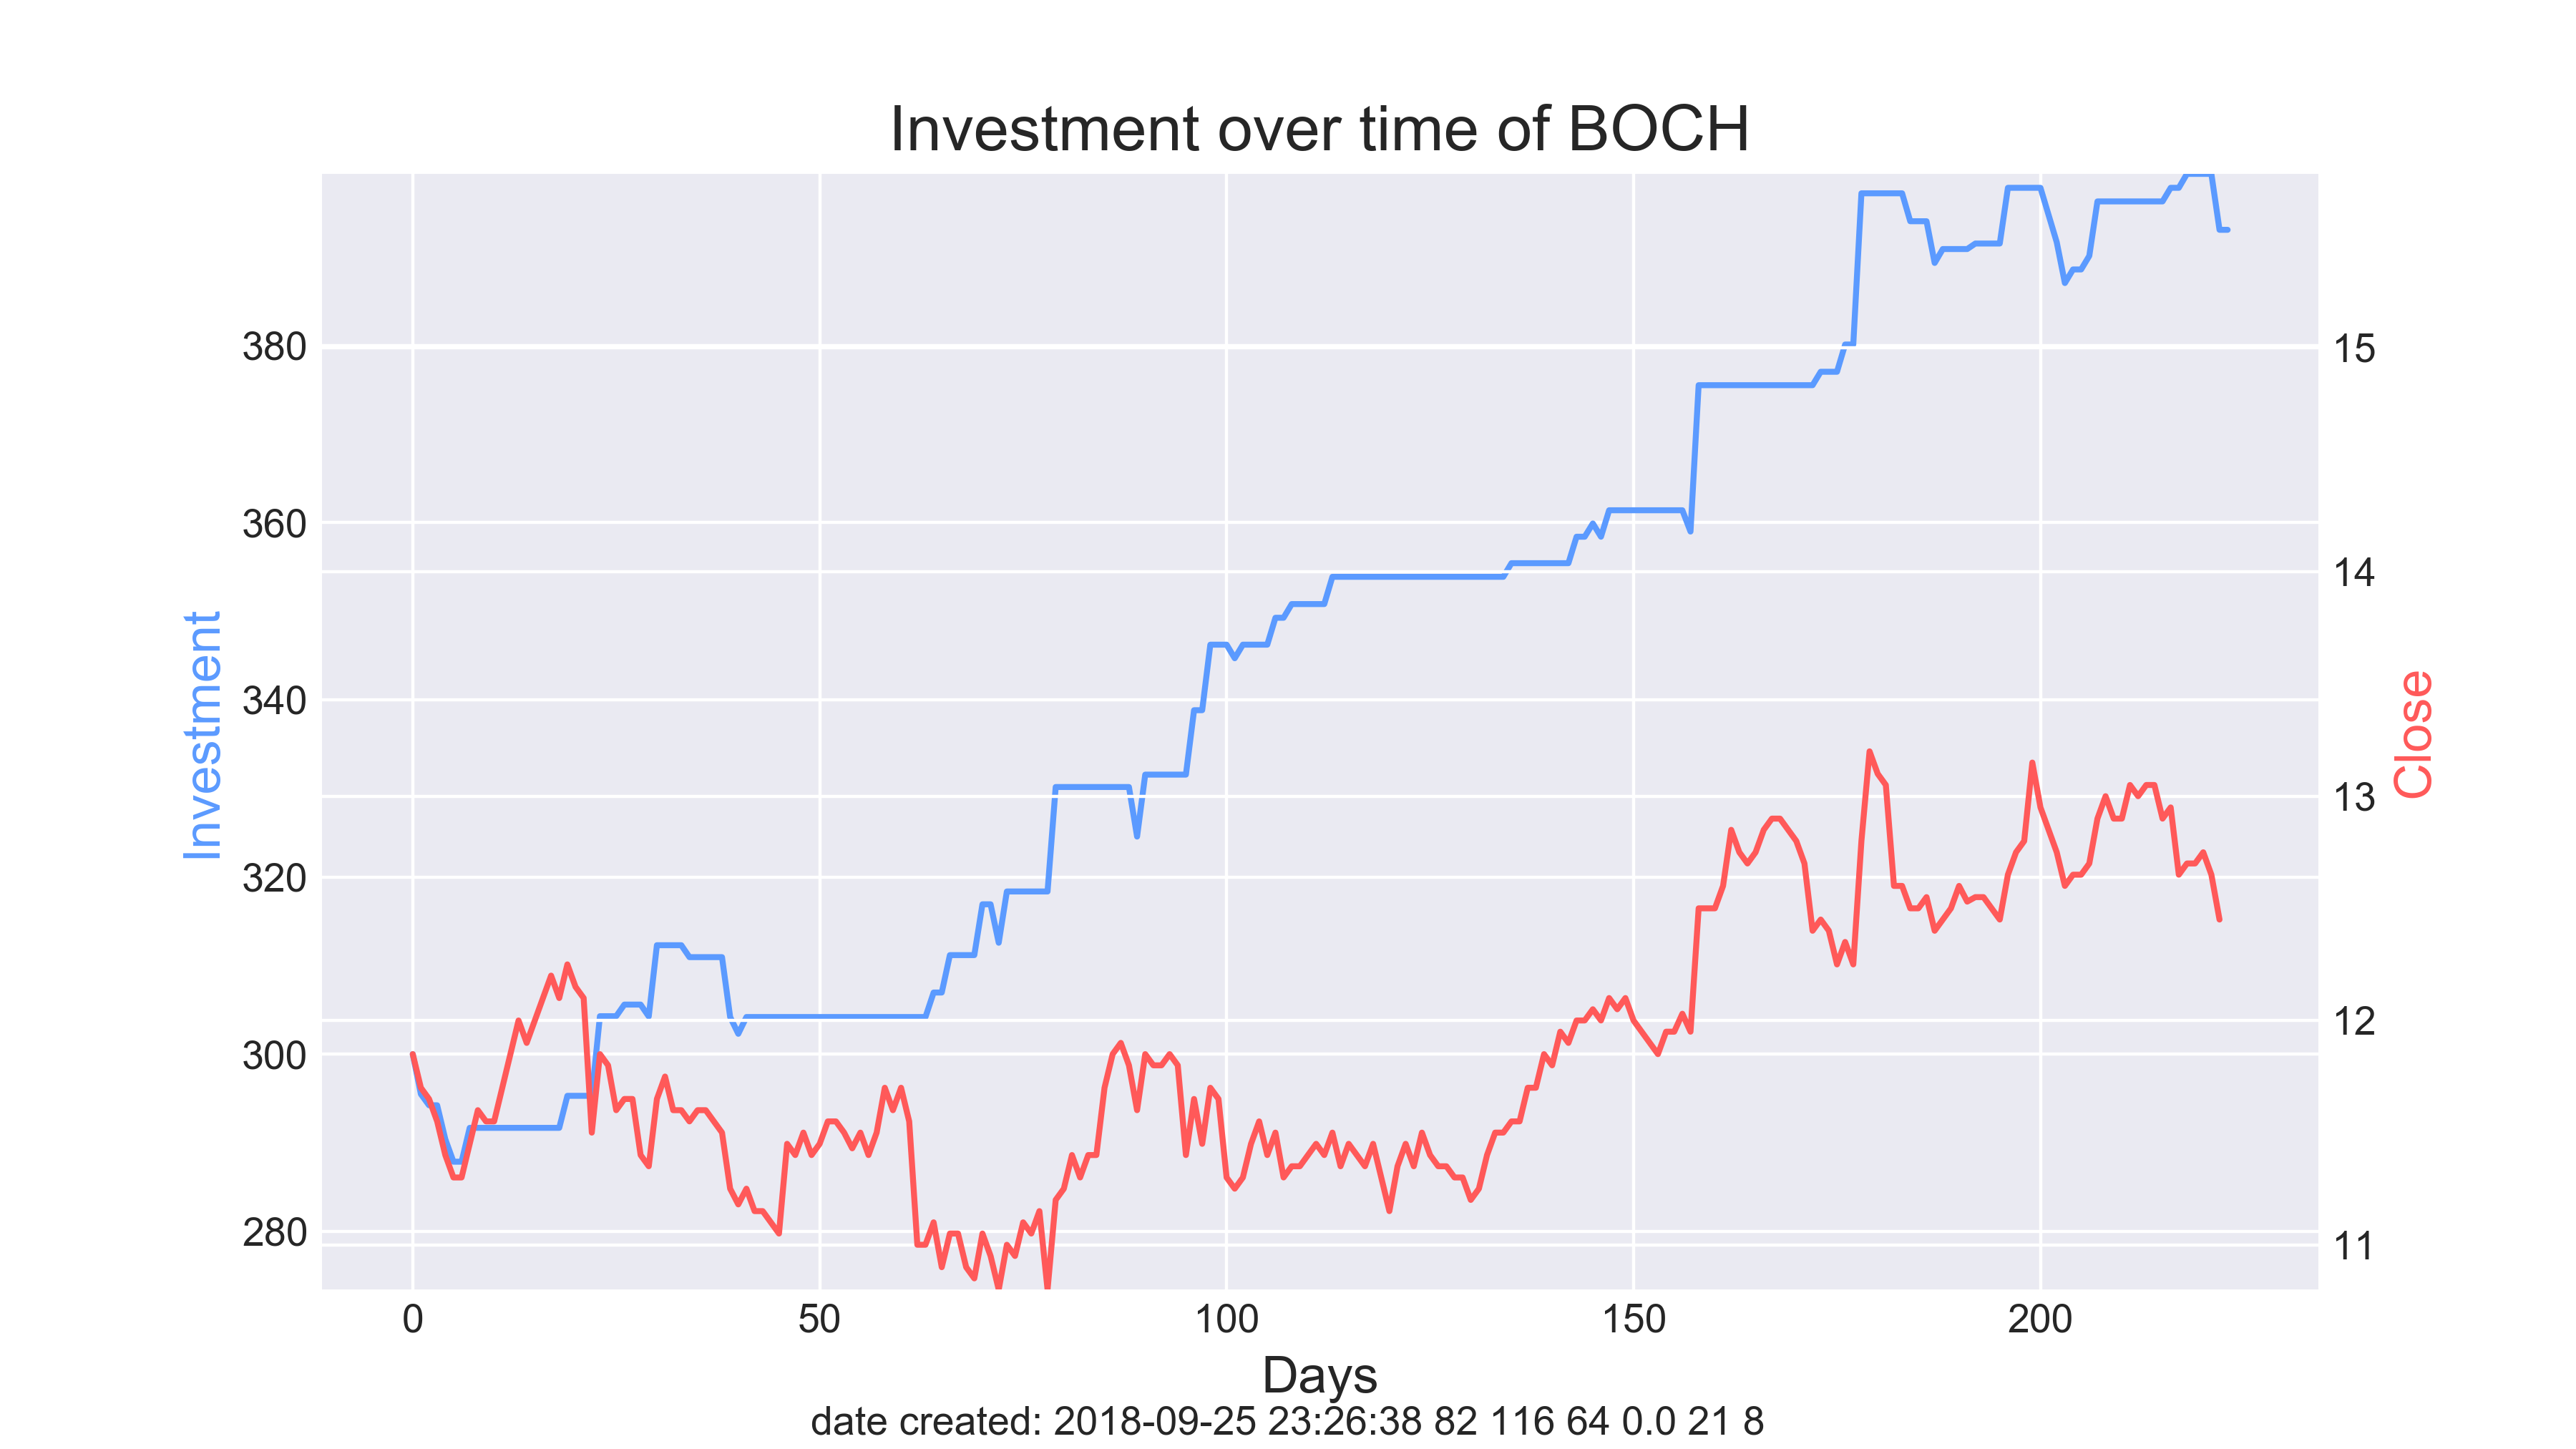 Investment over time of BOCH
Investment
380
360
340
320
300
280
15
14
13
12
11
Close
0 50 100 150 200
Days
date created: 2018-09-25 23:26:38 82 116 64 0.0 21 8